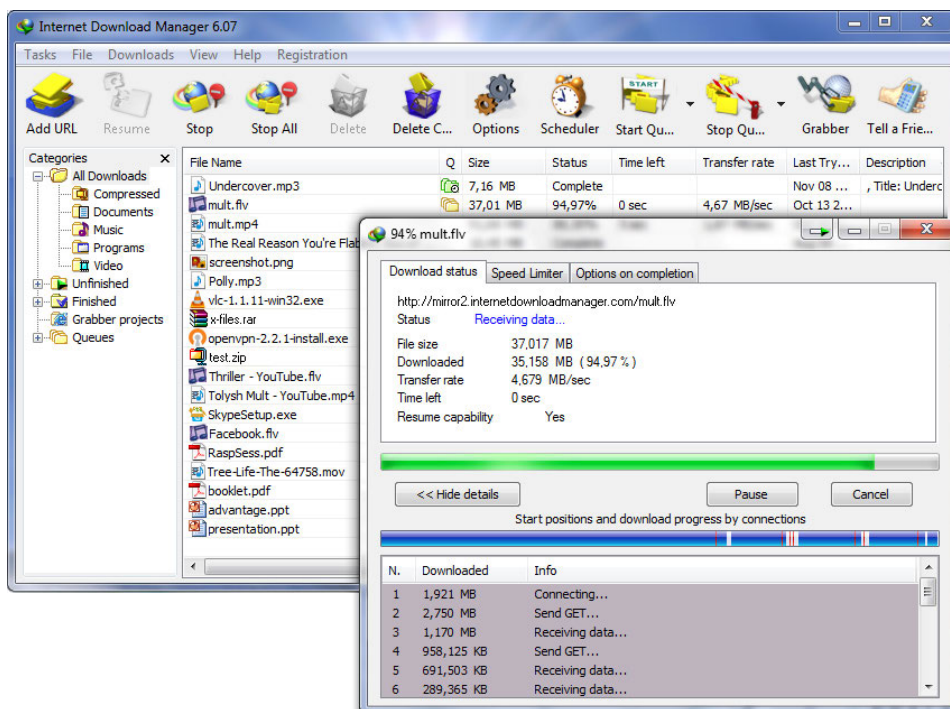 Internet Download Manager 6.07
Tasks File Downloads View Help Registration
Add URL Resume Stop Stop All Delete Delete C... Options Scheduler START Start Qu... Stop Qu... Grabber Tell a Frie...
Categories
All Downloads
Compressed
Documents
Music
Programs
Video
Unfinished
Finished
Grabber projects
Queues
File Name Q Size Status Time left Transfer rate Last Try... Description
Undercover.mp3 7,16 MB Complete Nov 08 ... , Title: Underc
mult.flv 37,01 MB 94,97% 0 sec 4,67 MB/sec Oct 13 2...
mult.mp4
The Real Reason You're Flab
screenshot.png
Polly.mp3
vlc-1.1.11-win32.exe
x-files.rar
openvpn-2.2.1-install.exe
test.zip
Thriller - YouTube.flv
Tolysh Mult - YouTube.mp4
SkypeSetup.exe
Facebook.flv
RaspSess.pdf
Tree-Life-The-64758.mov
booklet.pdf
advantage.ppt
presentation.ppt
94% mult.flv
Download status Speed Limiter Options on completion
http://mirror2.internetdownloadmanager.com/mult.flv
Status Receiving data...
File size 37,017 MB
Downloaded 35,158 MB ( 94,97 % )
Transfer rate 4,679 MB/sec
Time left 0 sec
Resume capability Yes
<< Hide details Pause Cancel
Start positions and download progress by connections
N. Downloaded Info
1 1,921 MB Connecting...
2 2,750 MB Send GET...
3 1,170 MB Receiving data...
4 958,125 KB Send GET...
5 691,503 KB Receiving data...
6 289,365 KB Receiving data...